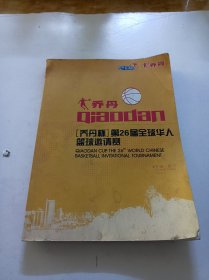 乔丹
乔丹
qiaodan
[乔丹杯]第26届全球华人
篮球邀请赛
QIAODAN CUP THE 26TH WORLD CHINESE
BASKETBALL INVITATIONAL TOURNAMENT